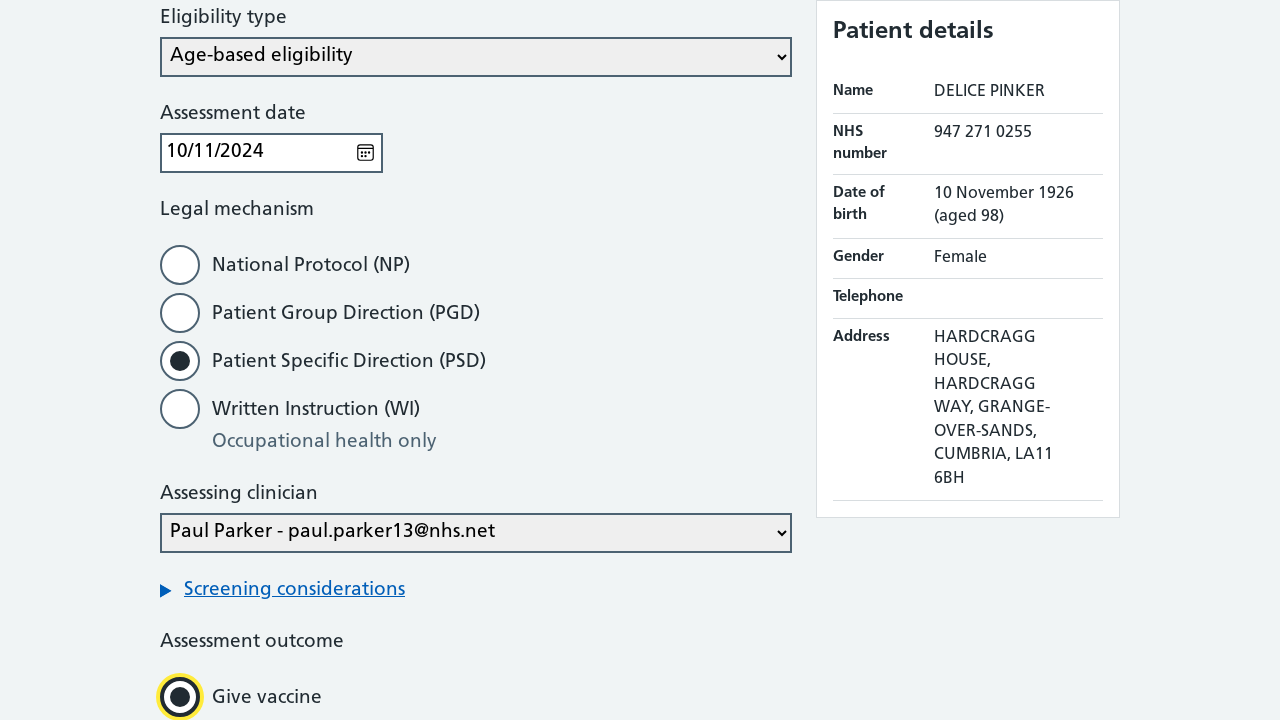 Eligibility type
Age-based eligibility
Assessment date
10/11/2024
Legal mechanism
National Protocol (NP)
Patient Group Direction (PGD)
Patient Specific Direction (PSD)
Written Instruction (WI)
Occupational health only
Assessing clinician
Paul Parker - paul.parker13@nhs.net
Screening considerations
Assessment outcome
Give vaccine
Patient details
Name DELICE PINKER
NHS number 947 271 0255
Date of birth 10 November 1926 (aged 98)
Gender Female
Telephone
Address HARDCRAGG
HOUSE,
HARDCRAGG
WAY, GRANGE-
OVER-SANDS,
CUMBRIA, LA11
6BH